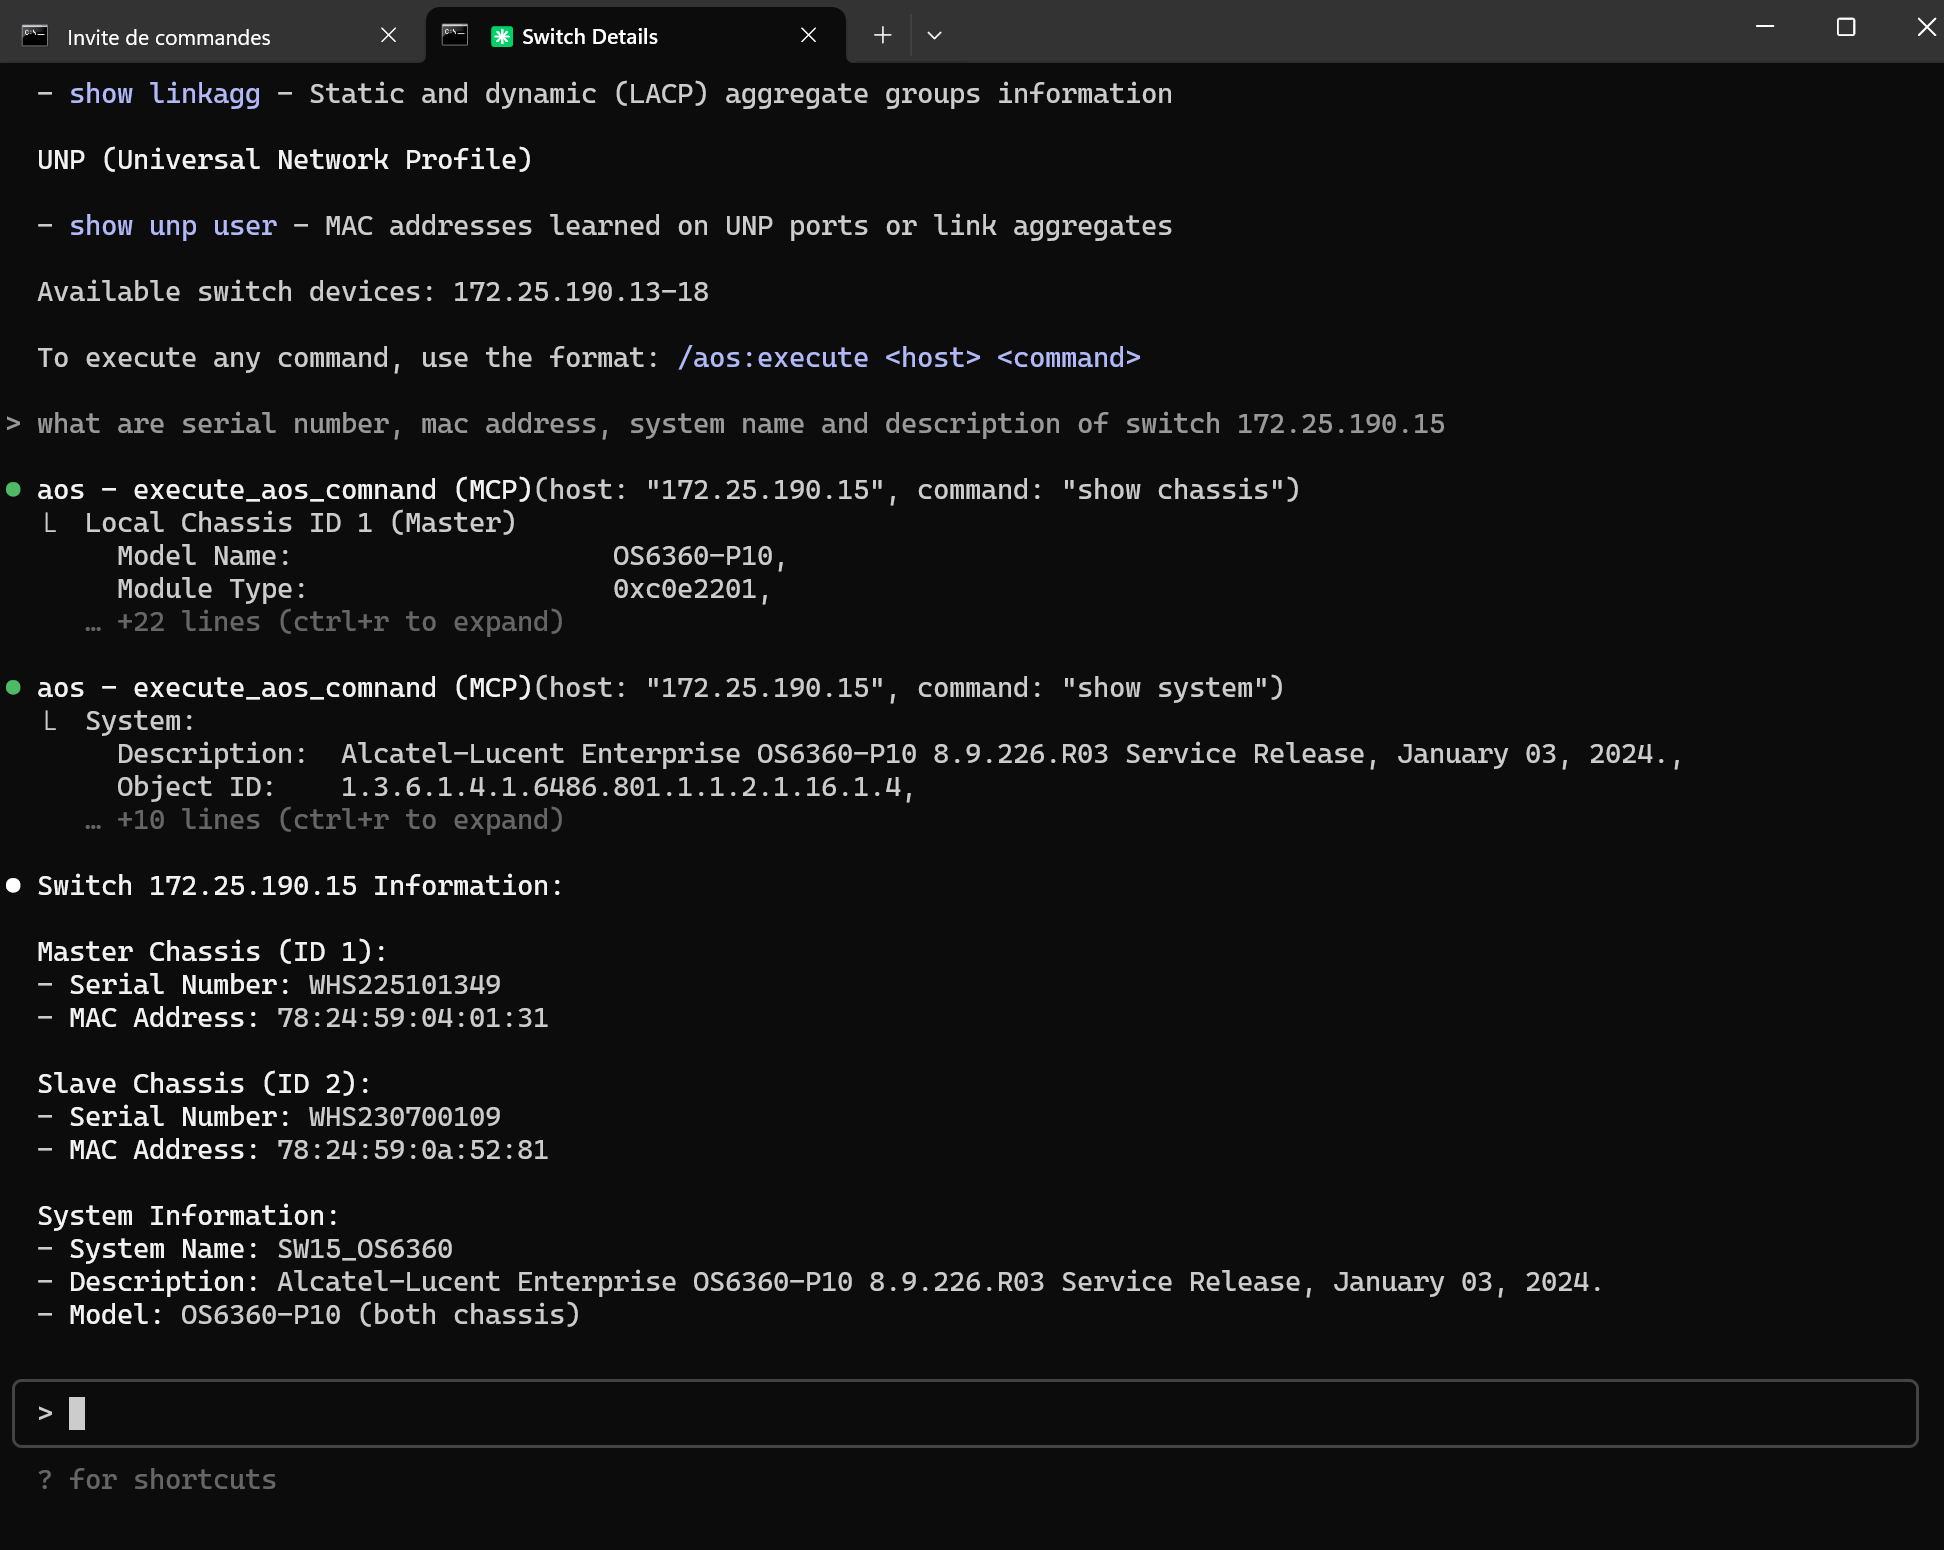 Invite de commandes
Switch Details
- show linkagg - Static and dynamic (LACP) aggregate groups information
UNP (Universal Network Profile)
- show unp user - MAC addresses learned on UNP ports or link aggregates
Available switch devices: 172.25.190.13-18
To execute any command, use the format: /aos:execute <host> <command>
> what are serial number, mac address, system name and description of switch 172.25.190.15
● aos - execute_aos_comnand (MCP)(host: "172.25.190.15", command: "show chassis")
└ Local Chassis ID 1 (Master)
Model Name: OS6360-P10,
Module Type: 0xc0e2201,
… +22 lines (ctrl+r to expand)
● aos - execute_aos_comnand (MCP)(host: "172.25.190.15", command: "show system")
└ System:
Description: Alcatel-Lucent Enterprise OS6360-P10 8.9.226.R03 Service Release, January 03, 2024.,
Object ID: 1.3.6.1.4.1.6486.801.1.1.2.1.16.1.4,
… +10 lines (ctrl+r to expand)
● Switch 172.25.190.15 Information:
Master Chassis (ID 1):
- Serial Number: WHS225101349
- MAC Address: 78:24:59:04:01:31
Slave Chassis (ID 2):
- Serial Number: WHS230700109
- MAC Address: 78:24:59:0a:52:81
System Information:
- System Name: SW15_OS6360
- Description: Alcatel-Lucent Enterprise OS6360-P10 8.9.226.R03 Service Release, January 03, 2024.
- Model: OS6360-P10 (both chassis)
>
? for shortcuts